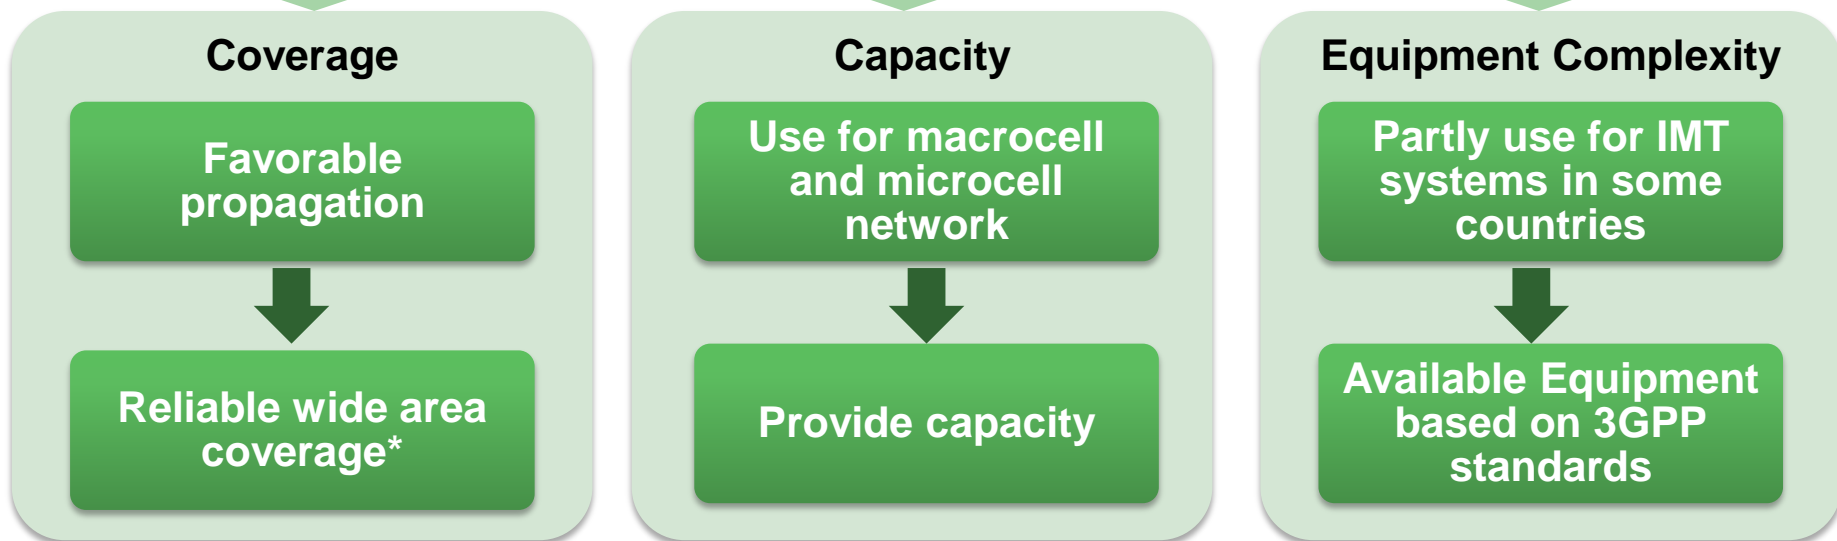 Coverage
Favorable
propagation
Reliable wide area
coverage*
Capacity
Use for macrocell
and microcell
network
Provide capacity
Equipment Complexity
Partly use for IMT
systems in some
countries
Available Equipment
based on 3GPP
standards